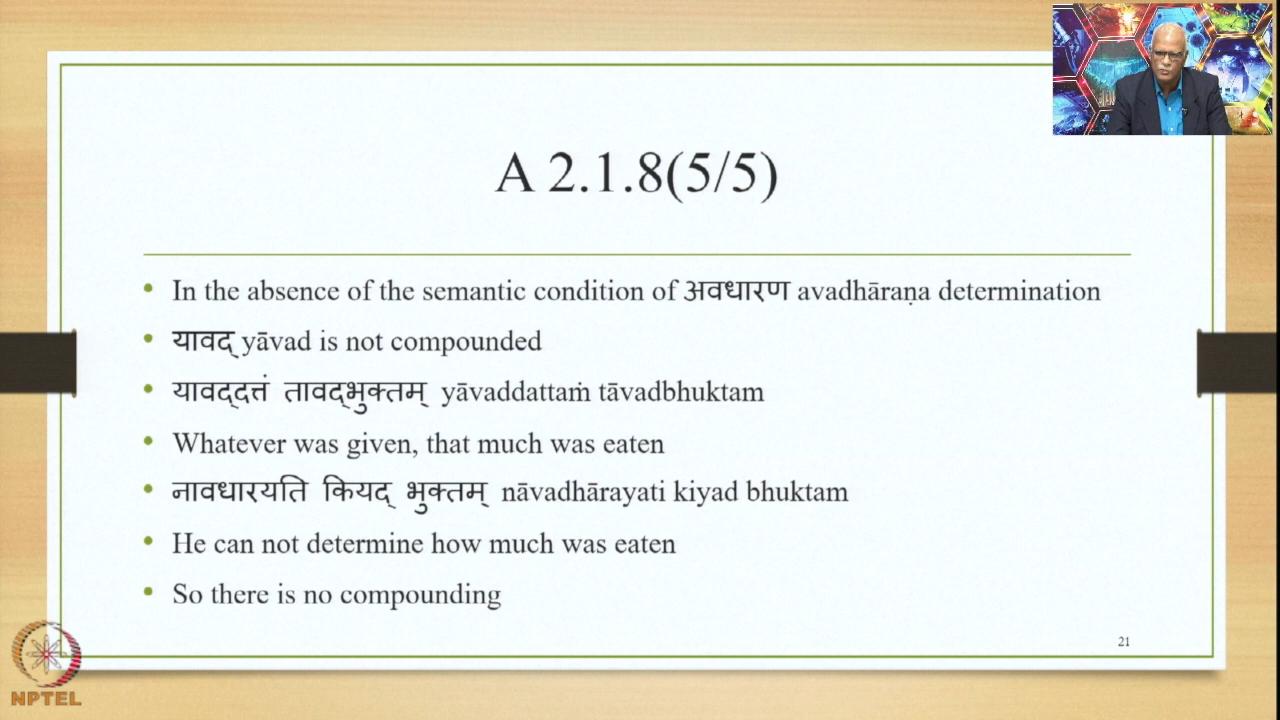 A 2.1.8(5/5)
• In the absence of the semantic condition of अवधारण avadhāraṇa determination
• यावद् yāvad is not compounded
• यावद्दत्तं तावद्भुक्तम् yāvaddattaṁ tāvadbhuktam
• Whatever was given, that much was eaten
• नावधारयति कियद् भुक्तम् nāvadhārayati kiyad bhuktam
• He can not determine how much was eaten
• So there is no compounding
21
NPTEL